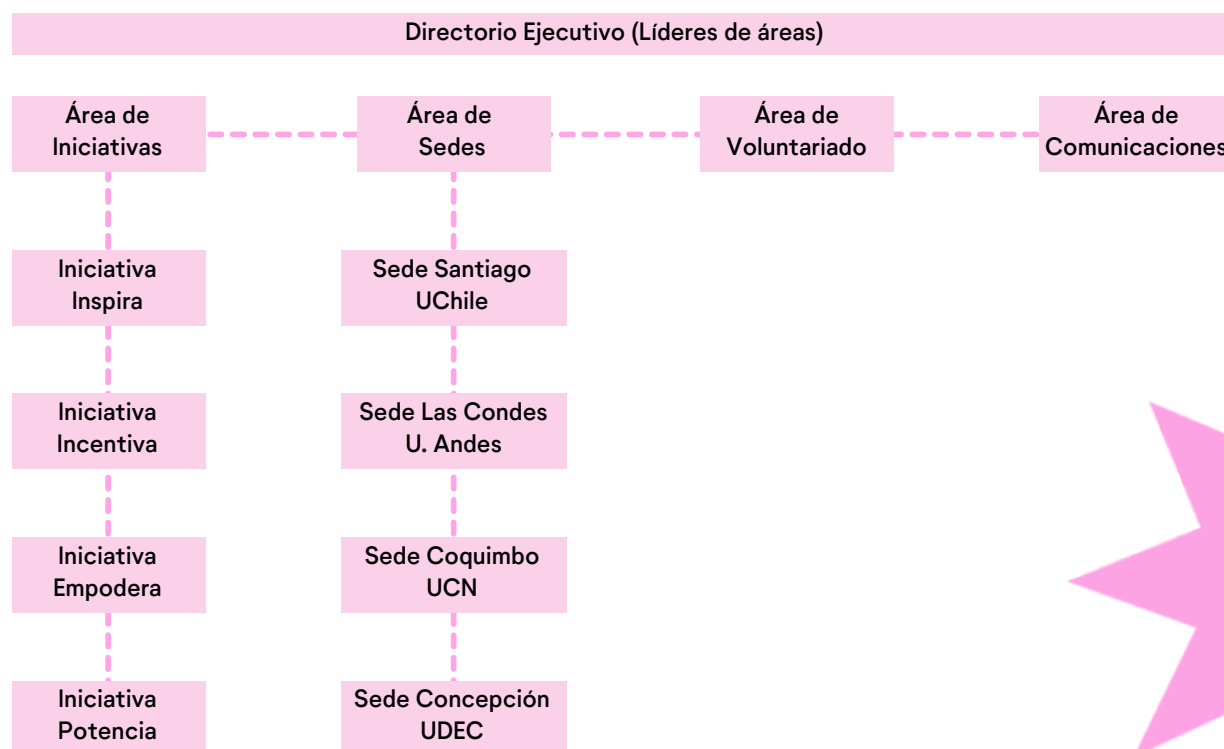 Directorio Ejecutivo (Líderes de áreas)
Área de
Iniciativas
Área de
Sedes
Área de
Voluntariado
Área de
Comunicaciones
Iniciativa
Inspira
Sede Santiago
UChile
Iniciativa
Incentiva
Sede Las Condes
U. Andes
Iniciativa
Empodera
Sede Coquimbo
UCN
Iniciativa
Potencia
Sede Concepción
UDEC